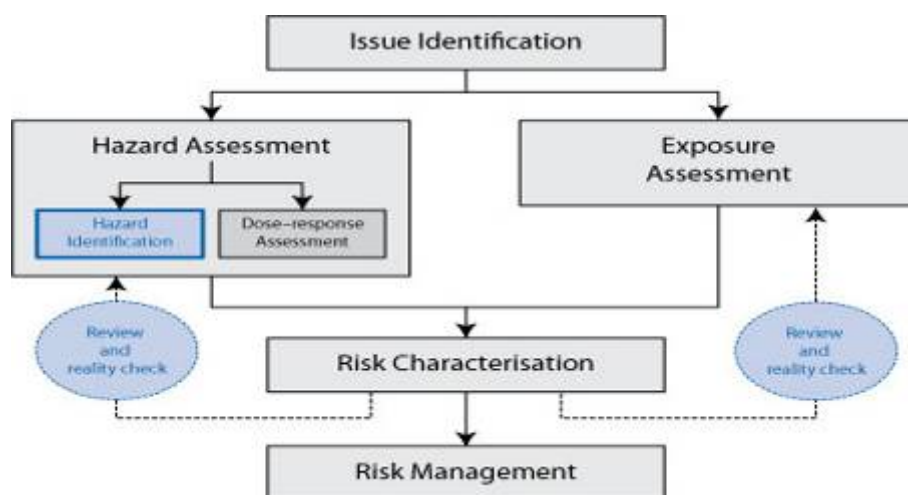 Issue Identification
Hazard Assessment
Exposure
Assessment
Hazard
Identification
Dose–response
Assessment
Review
and
reality check
Review
and
reality check
Risk Characterisation
Risk Management